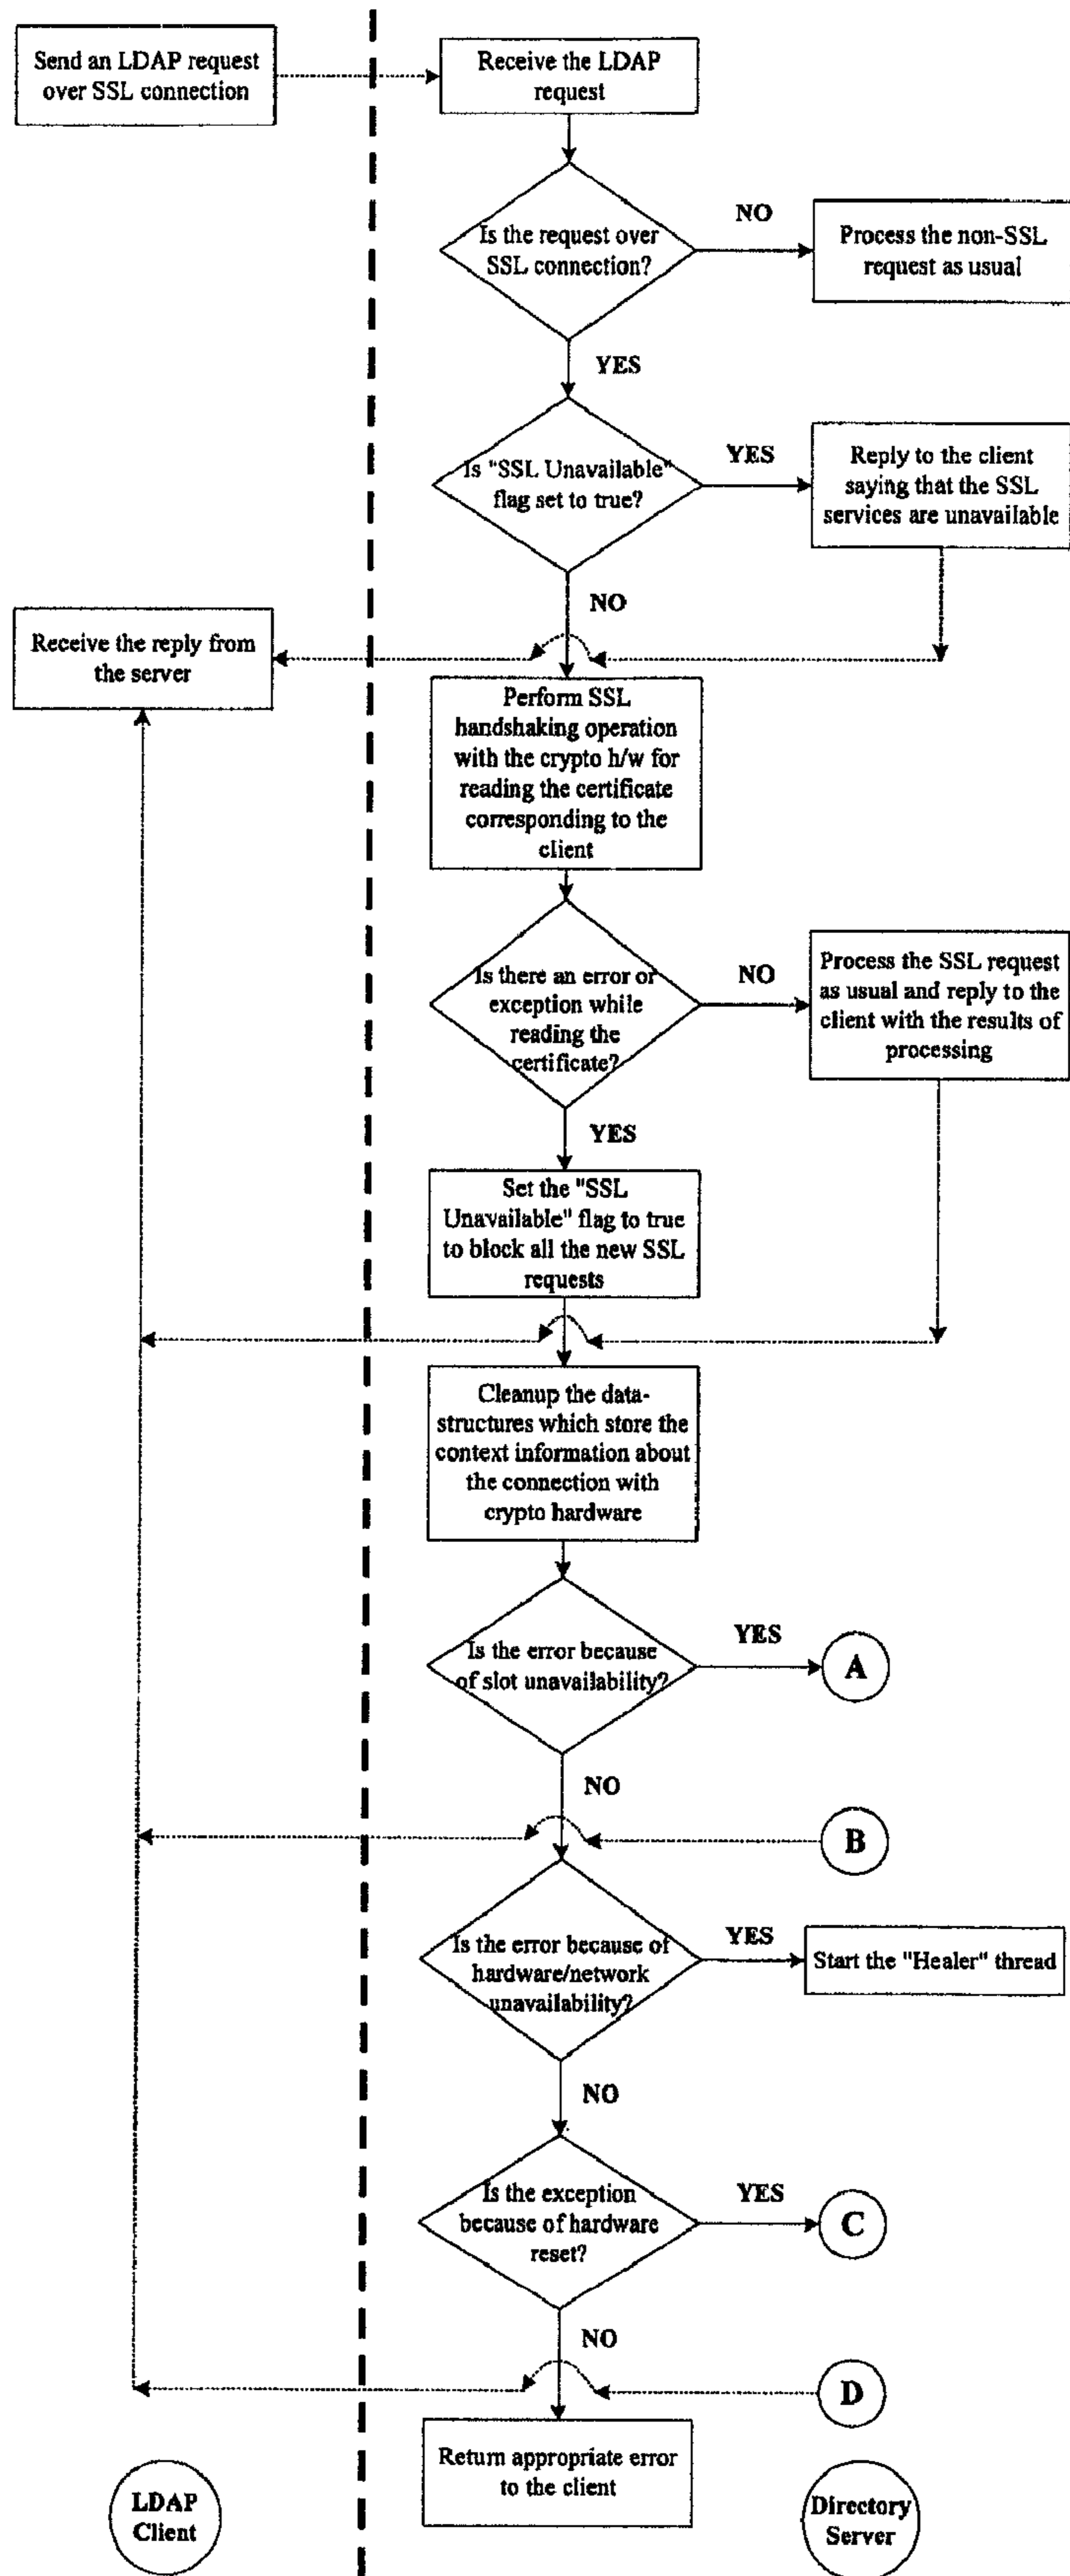 Send an LDAP request
over SSL connection
Receive the LDAP
request
Is the request over
SSL connection?
NO
Process the non-SSL
request as usual
YES
Is "SSL Unavailable"
flag set to true?
YES
Reply to the client
saying that the SSL
services are unavailable
NO
Receive the reply from
the server
Perform SSL
handshaking operation
with the crypto h/w for
reading the certificate
corresponding to the
client
Is there an error or
exception while
reading the
certificate?
NO
Process the SSL request
as usual and reply to the
client with the results of
processing
YES
Set the "SSL
Unavailable" flag to true
to block all the new SSL
requests
Cleanup the data-
structures which store the
context information about
the connection with
crypto hardware
Is the error because
of slot unavailability?
YES
A
NO
B
Is the error because of
hardware/network
unavailability?
YES
Start the "Healer" thread
NO
Is the exception
because of hardware
reset?
YES
C
NO
D
Return appropriate error
to the client
LDAP
Client
Directory
Server